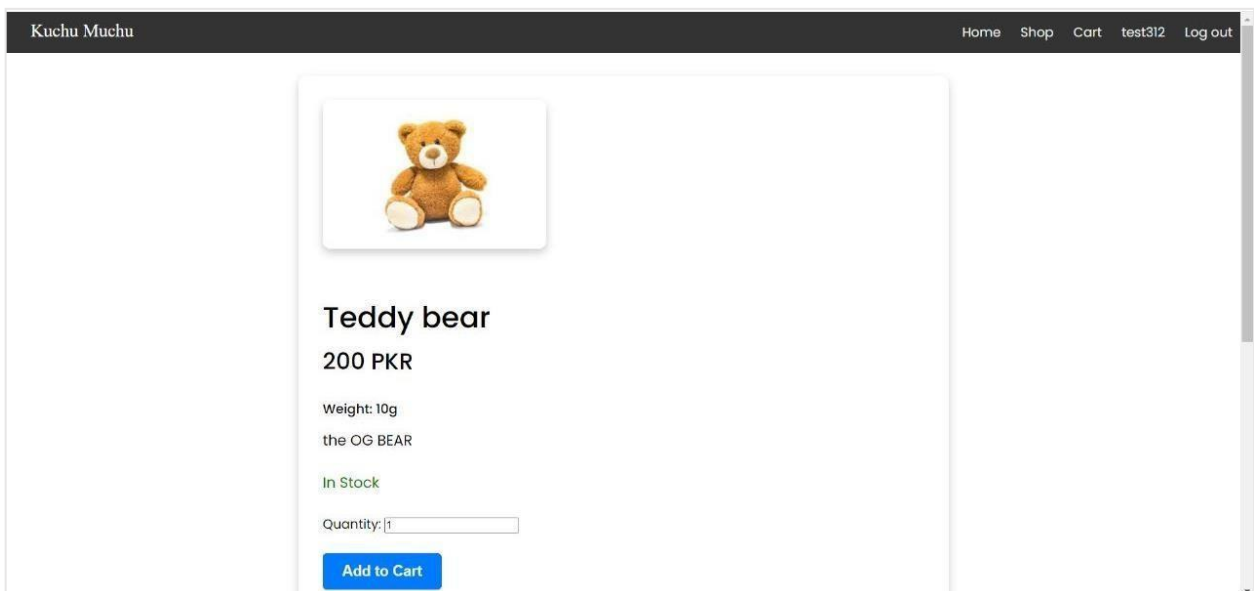 Kuchu Muchu
Home Shop Cart test312 Log out
Teddy bear
200 PKR
Weight: 10g
the OG BEAR
In Stock
Quantity: 1
Add to Cart